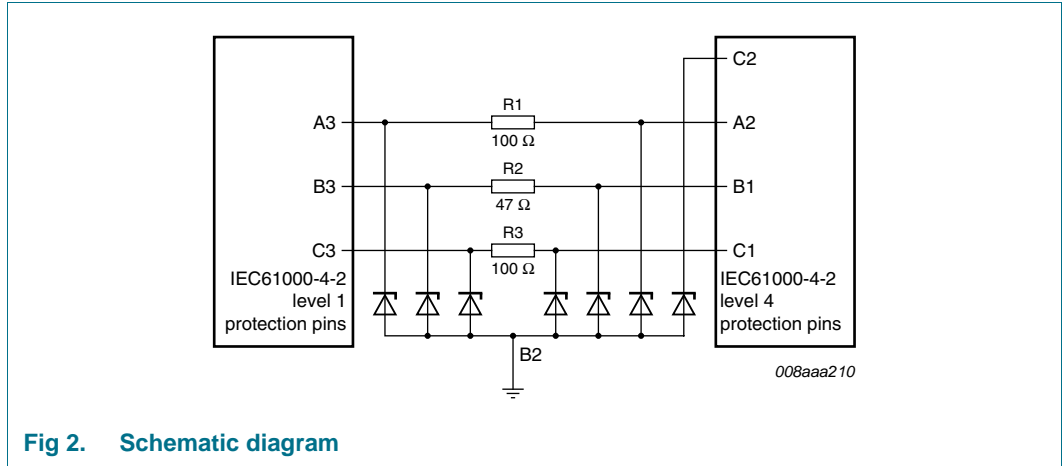 C2
R1
A3
A2
100 Ω
R2
B3
B1
47 Ω
R3
C3
C1
100 Ω
IEC61000-4-2
level 1
protection pins
IEC61000-4-2
level 4
protection pins
B2
008aaa210
Fig 2. Schematic diagram